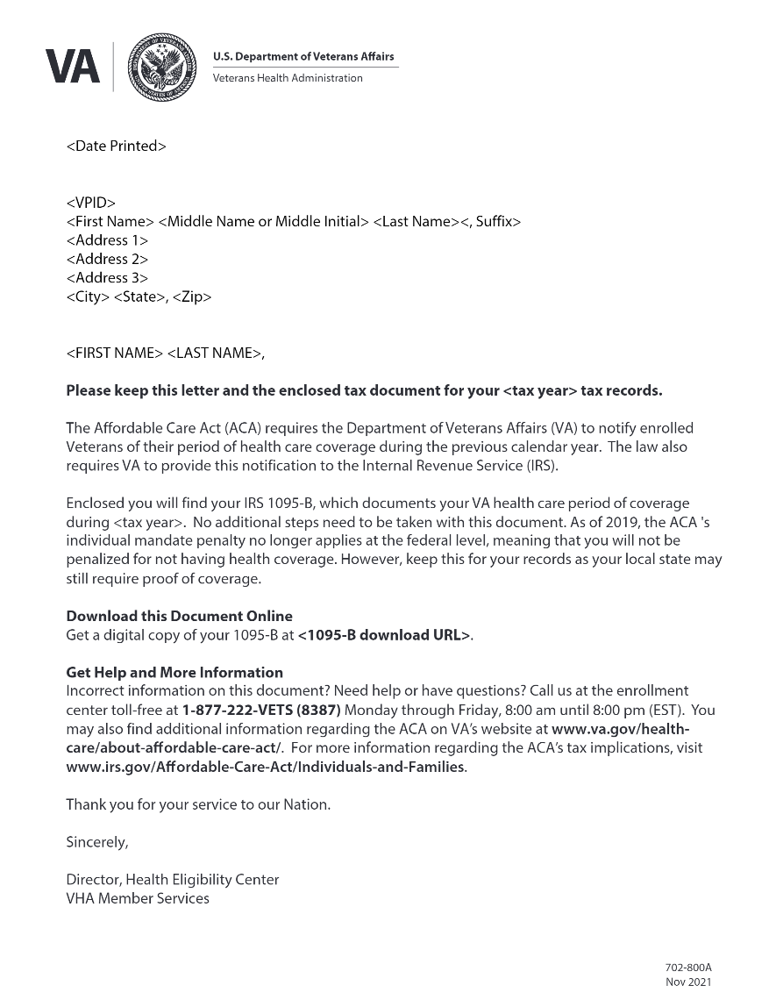 VA
DEPARTMENT OF VETERANS AFFAIRS
UNITED STATES OF AMERICA
U.S. Department of Veterans Affairs
Veterans Health Administration
<Date Printed>
<VPID>
<First Name> <Middle Name or Middle Initial> <Last Name><, Suffix>
<Address 1>
<Address 2>
<Address 3>
<City> <State>, <Zip>
<FIRST NAME> <LAST NAME>,
Please keep this letter and the enclosed tax document for your <tax year> tax records.
The Affordable Care Act (ACA) requires the Department of Veterans Affairs (VA) to notify enrolled
Veterans of their period of health care coverage during the previous calendar year.  The law also
requires VA to provide this notification to the Internal Revenue Service (IRS).
Enclosed you will find your IRS 1095-B, which documents your VA health care period of coverage
during <tax year>.  No additional steps need to be taken with this document. As of 2019, the ACA 's
individual mandate penalty no longer applies at the federal level, meaning that you will not be
penalized for not having health coverage. However, keep this for your records as your local state may
still require proof of coverage.
Download this Document Online
Get a digital copy of your 1095-B at <1095-B download URL>.
Get Help and More Information
Incorrect information on this document? Need help or have questions? Call us at the enrollment
center toll-free at 1-877-222-VETS (8387) Monday through Friday, 8:00 am until 8:00 pm (EST).  You
may also find additional information regarding the ACA on VA’s website at www.va.gov/health-
care/about-affordable-care-act/.  For more information regarding the ACA’s tax implications, visit
www.irs.gov/Affordable-Care-Act/Individuals-and-Families.
Thank you for your service to our Nation.
Sincerely,
Director, Health Eligibility Center
VHA Member Services
702-800A
Nov 2021